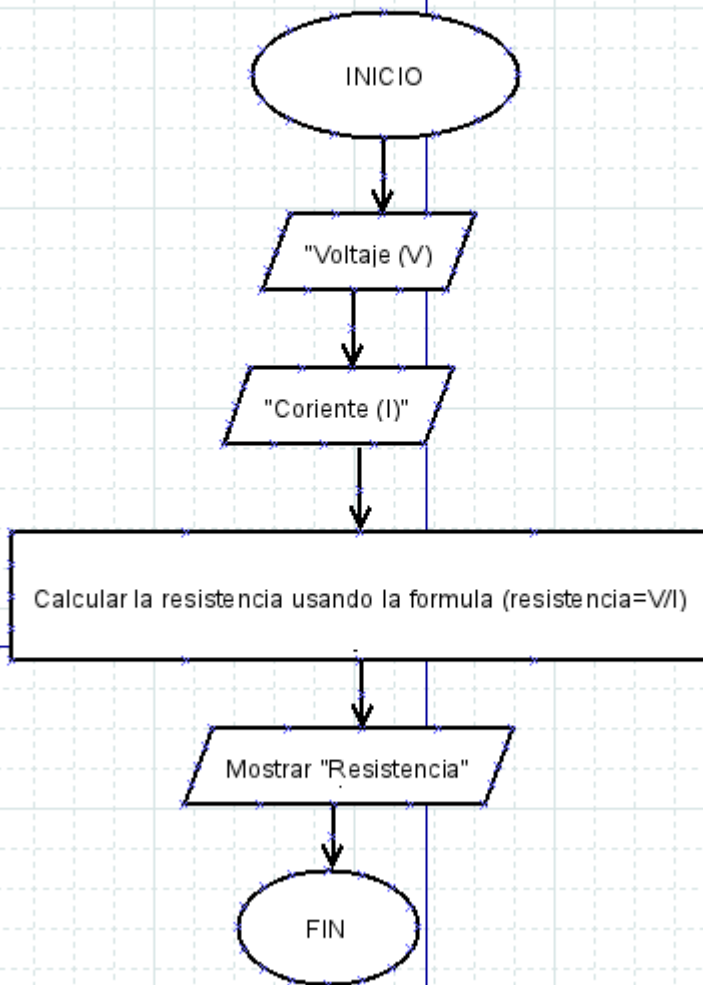 INICIO
"Voltaje (V)
"Coriente (I)"
Calcular la resistencia usando la formula (resistencia=V/I)
Mostrar "Resistencia"
FIN